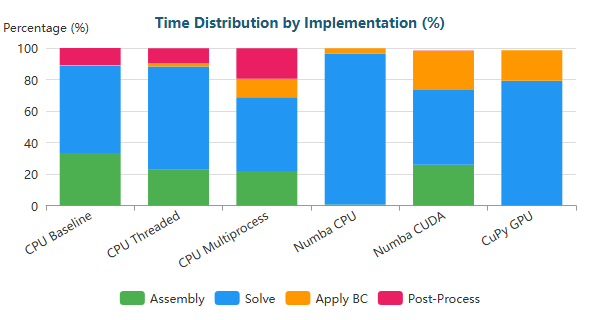 Time Distribution by Implementation (%)
Percentage (%)
100
80
60
40
20
0
CPU Baseline
CPU Threaded
CPU Multiprocess
Numba CPU
Numba CUDA
CuPy GPU
Assembly
Solve
Apply BC
Post-Process